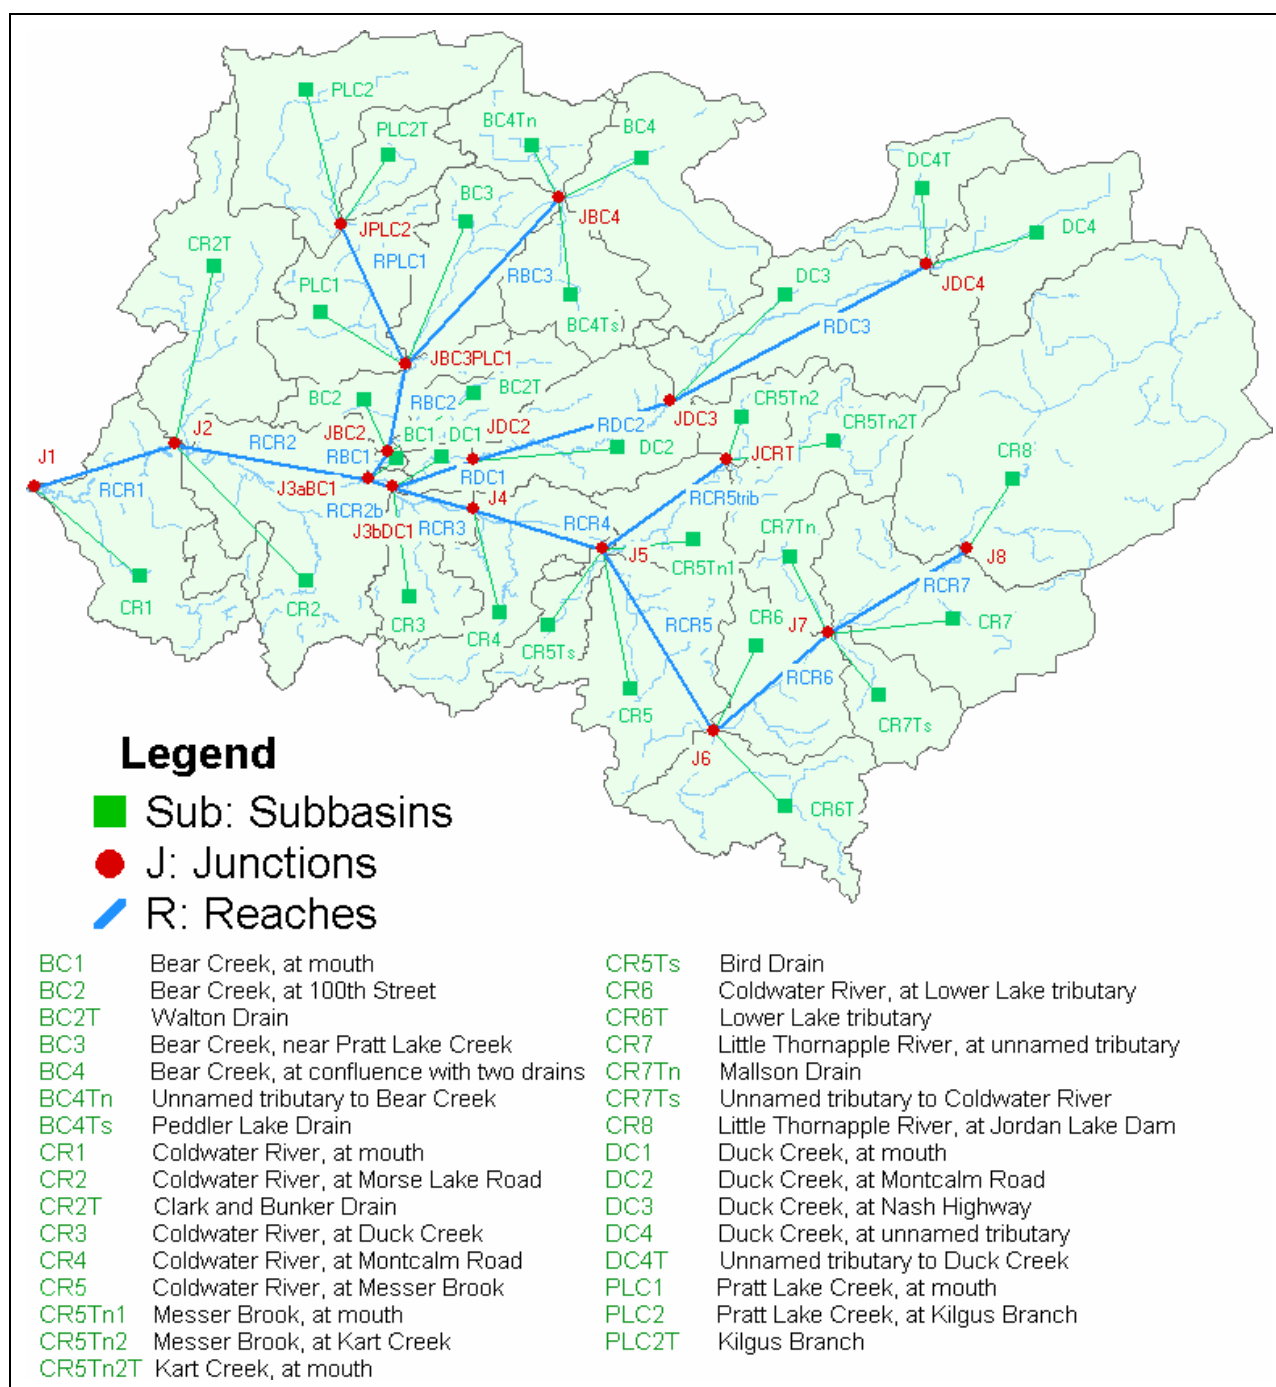 PLC2
PLC2T
BC4Tn
BC4
DC4T
BC3
JBC4
DC4
JPLC2
CR2T
RPLC1
RBC3
DC3
JDC4
PLC1
BC4Ts
RDC3
JBC3PLC1
BC2
RBC2
BC2T
JDC3
CR5Tn2
J2
JBC2
BC1
DC1
JDC2
RDC2
CR5Tn2T
RCR2
DC2
JCRT
CR8
J1
RBC1
RDC1
RCR1
J3aBC1
J4
RCR5trib
RCR2b
RCR3
RCR4
J3bDC1
CR7Tn
J5
J8
CR5Tn1
RCR7
CR1
CR2
CR3
CR4
CR6
J7
CR7
RCR5
CR5Ts
RCR6
CR5
CR7Ts
J6
CR6T
Legend
Sub: Subbasins
J: Junctions
R: Reaches
BC1 Bear Creek, at mouth
BC2 Bear Creek, at 100th Street
BC2T Walton Drain
BC3 Bear Creek, near Pratt Lake Creek
BC4 Bear Creek, at confluence with two drains
BC4Tn Unnamed tributary to Bear Creek
BC4Ts Peddler Lake Drain
CR1 Coldwater River, at mouth
CR2 Coldwater River, at Morse Lake Road
CR2T Clark and Bunker Drain
CR3 Coldwater River, at Duck Creek
CR4 Coldwater River, at Montcalm Road
CR5 Coldwater River, at Messer Brook
CR5Tn1 Messer Brook, at mouth
CR5Tn2 Messer Brook, at Kart Creek
CR5Tn2T Kart Creek, at mouth
CR5Ts Bird Drain
CR6 Coldwater River, at Lower Lake tributary
CR6T Lower Lake tributary
CR7 Little Thornapple River, at unnamed tributary
CR7Tn Mallson Drain
CR7Ts Unnamed tributary to Coldwater River
CR8 Little Thornapple River, at Jordan Lake Dam
DC1 Duck Creek, at mouth
DC2 Duck Creek, at Montcalm Road
DC3 Duck Creek, at Nash Highway
DC4 Duck Creek, at unnamed tributary
DC4T Unnamed tributary to Duck Creek
PLC1 Pratt Lake Creek, at mouth
PLC2 Pratt Lake Creek, at Kilgus Branch
PLC2T Kilgus Branch